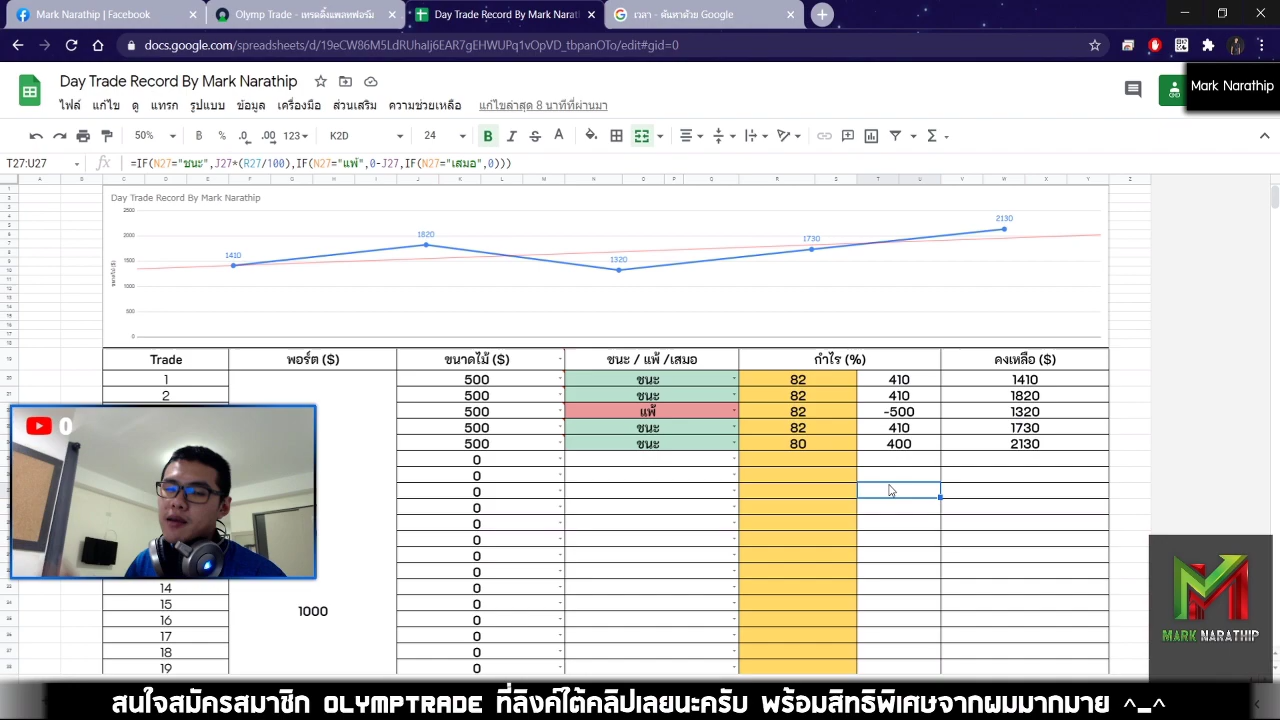 Mark Narathip | Facebook
Olymp Trade - เทรดดิ้งแพลตฟอร์ม
Day Trade Record By Mark Narat
เวลา - ค้นหาด้วย Google
docs.google.com/spreadsheets/d/19eCW86M5LdRUhaIj6EAR7gEHWUPq1vOpVD_tbpanOTo/edit#gid=0
Day Trade Record By Mark Narathip
Mark Narathip
ไฟล์ แก้ไข ดู แทรก รูปแบบ ข้อมูล เครื่องมือ ส่วนเสริม ความช่วยเหลือ แก้ไขล่าสุด 8 นาทีที่ผ่านมา
50% % .0 .00 123 K2D 24 B I S A
T27:U27 fx =IF(N27="ชนะ",J27*(R27/100),IF(N27="แพ้",0-J27,IF(N27="เสมอ",0)))
Day Trade Record By Mark Narathip
2500
2000
1500
1000
500
0
1410 1820 1320 1730 2130
Trade พอร์ต ($) ขนาดไม้ ($) ชนะ / แพ้ /เสมอ กำไร (%) คงเหลือ ($)
1 500 ชนะ 82 410 1410
2 500 ชนะ 82 410 1820
500 แพ้ 82 -500 1320
500 ชนะ 82 410 1730
500 ชนะ 80 400 2130
0
0
0
0
0
0
0
0
14 0
15 0
1000
16 0
17 0
18 0
19 0
0
MARK NARATHIP
สนใจสมัครสมาชิก OLYMPTRADE ที่ลิงค์ใต้คลิปเลยนะครับ พร้อมสิทธิพิเศษจากผมมากมาย ^_^